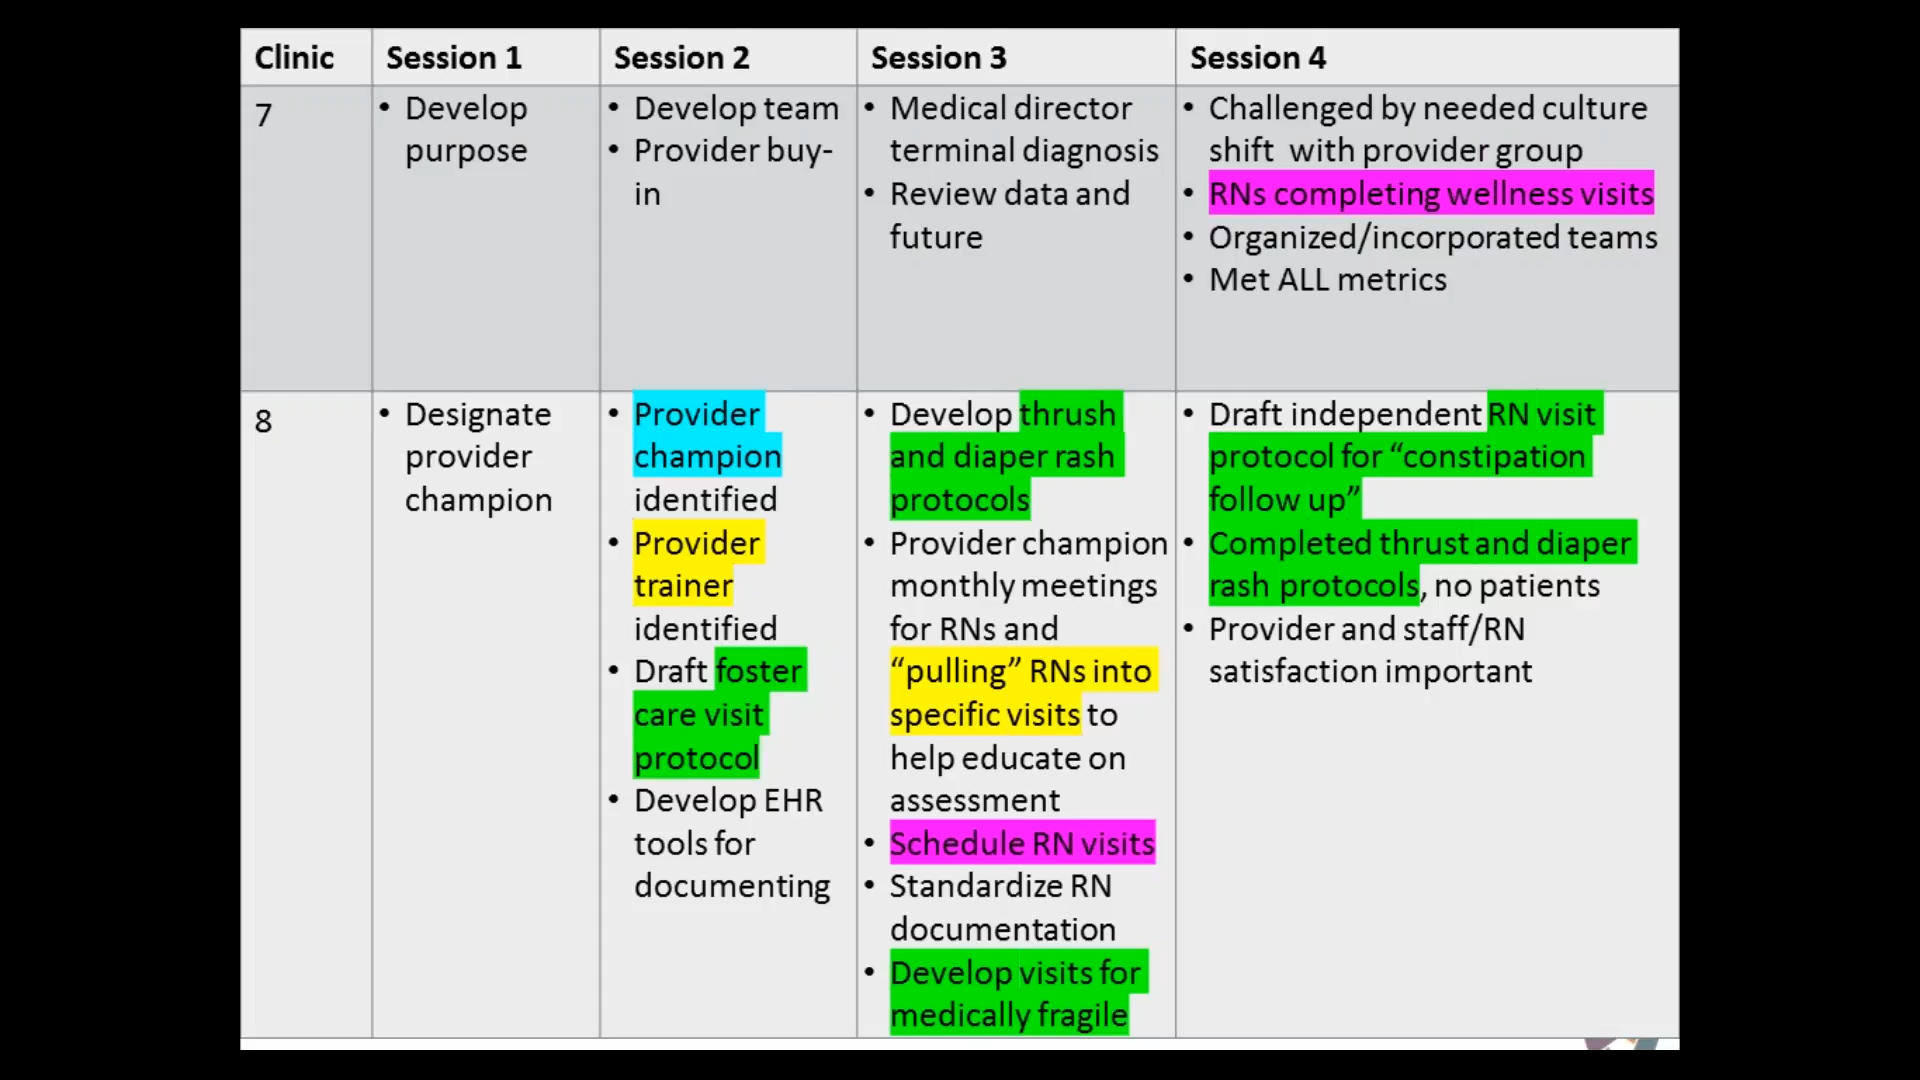 Clinic Session 1 Session 2 Session 3 Session 4
7
• Develop
purpose
• Develop team
• Provider buy-
in
• Medical director
terminal diagnosis
• Review data and
future
• Challenged by needed culture
shift with provider group
• RNs completing wellness visits
• Organized/incorporated teams
• Met ALL metrics
8
• Designate
provider
champion
• Provider
champion
identified
• Provider
trainer
identified
• Draft foster
care visit
protocol
• Develop EHR
tools for
documenting
• Develop thrush
and diaper rash
protocols
• Provider champion
monthly meetings
for RNs and
“pulling” RNs into
specific visits to
help educate on
assessment
• Schedule RN visits
• Standardize RN
documentation
• Develop visits for
medically fragile
• Draft independent RN visit
protocol for “constipation
follow up”
• Completed thrust and diaper
rash protocols, no patients
• Provider and staff/RN
satisfaction important